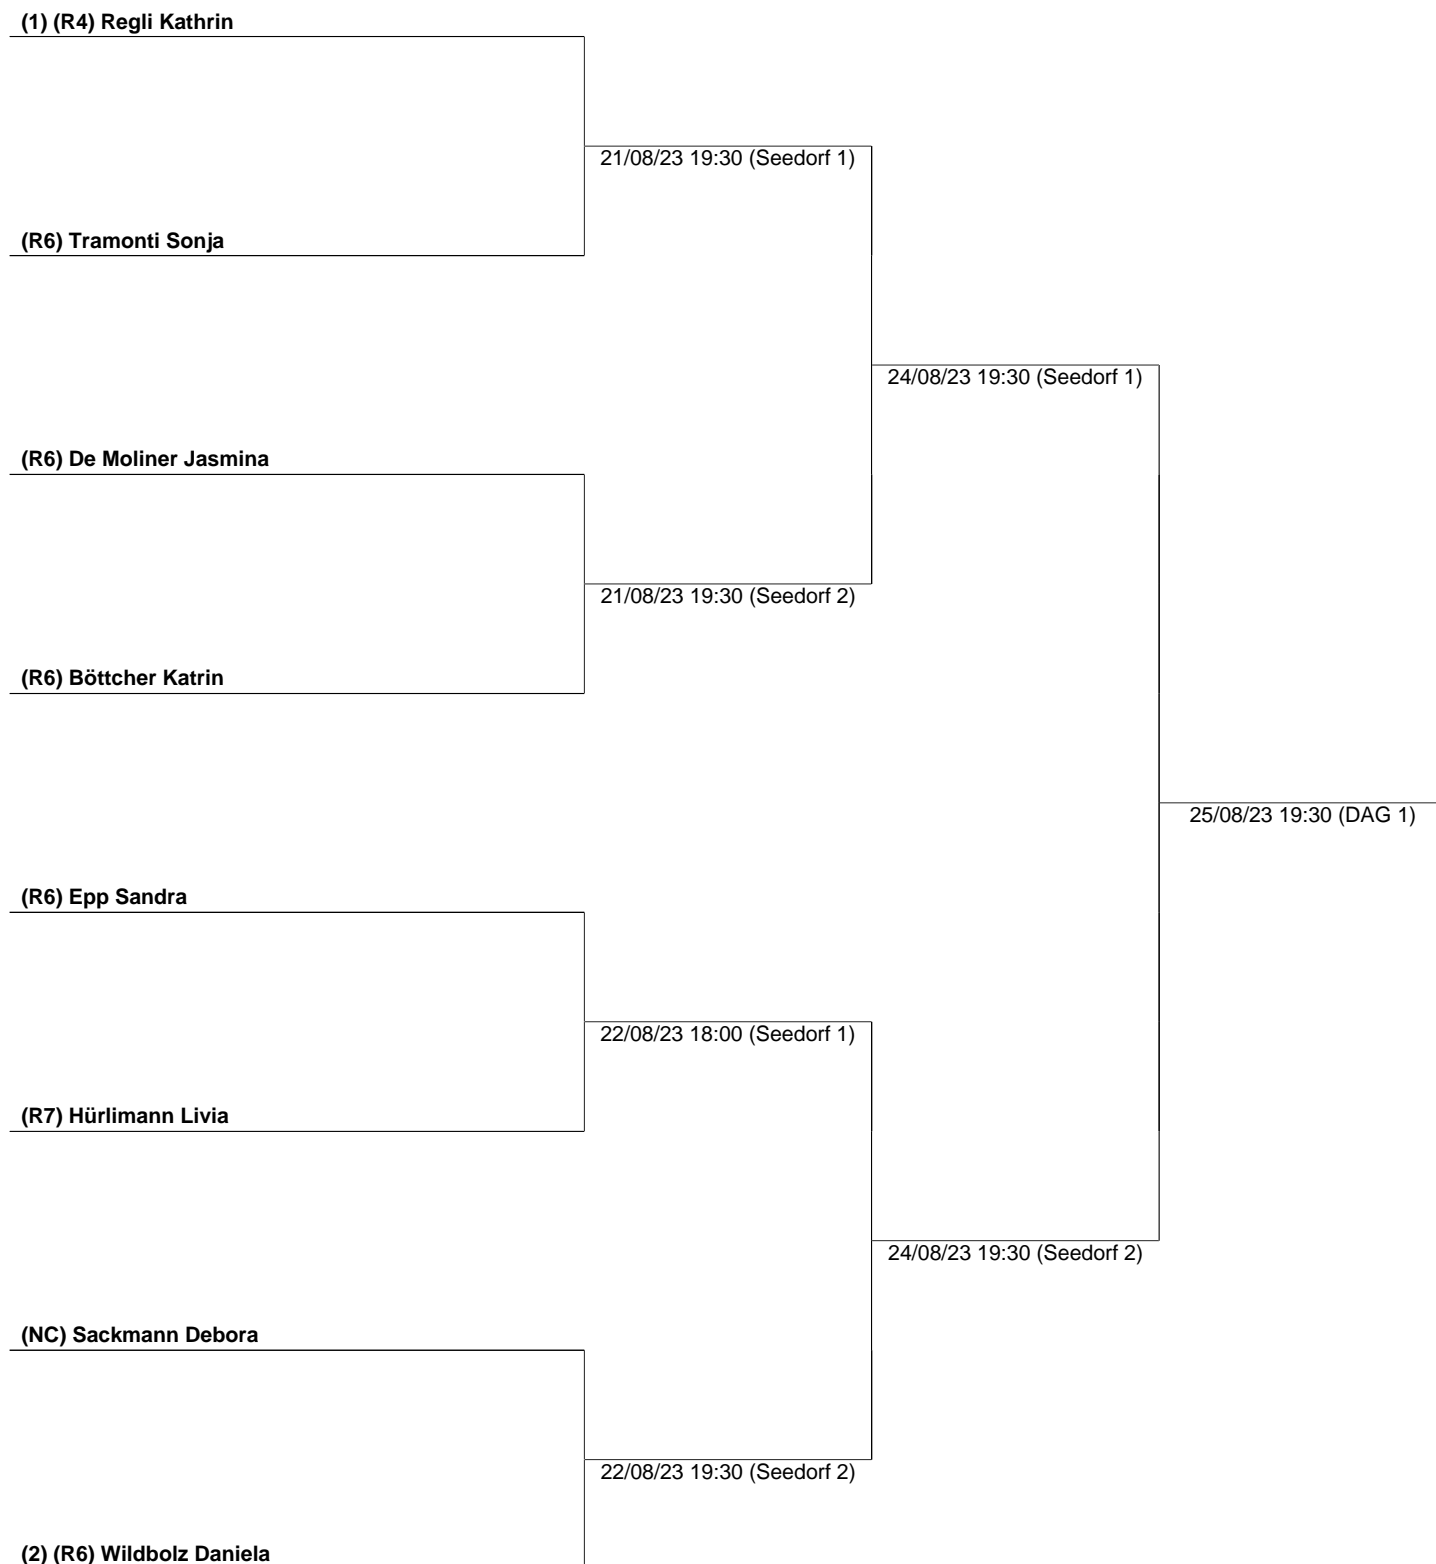 (1) (R4) Regli Kathrin
21/08/23 19:30 (Seedorf 1)
(R6) Tramonti Sonja
24/08/23 19:30 (Seedorf 1)
(R6) De Moliner Jasmina
21/08/23 19:30 (Seedorf 2)
(R6) Böttcher Katrin
25/08/23 19:30 (DAG 1)
(R6) Epp Sandra
22/08/23 18:00 (Seedorf 1)
(R7) Hürlimann Livia
24/08/23 19:30 (Seedorf 2)
(NC) Sackmann Debora
22/08/23 19:30 (Seedorf 2)
(2) (R6) Wildbolz Daniela